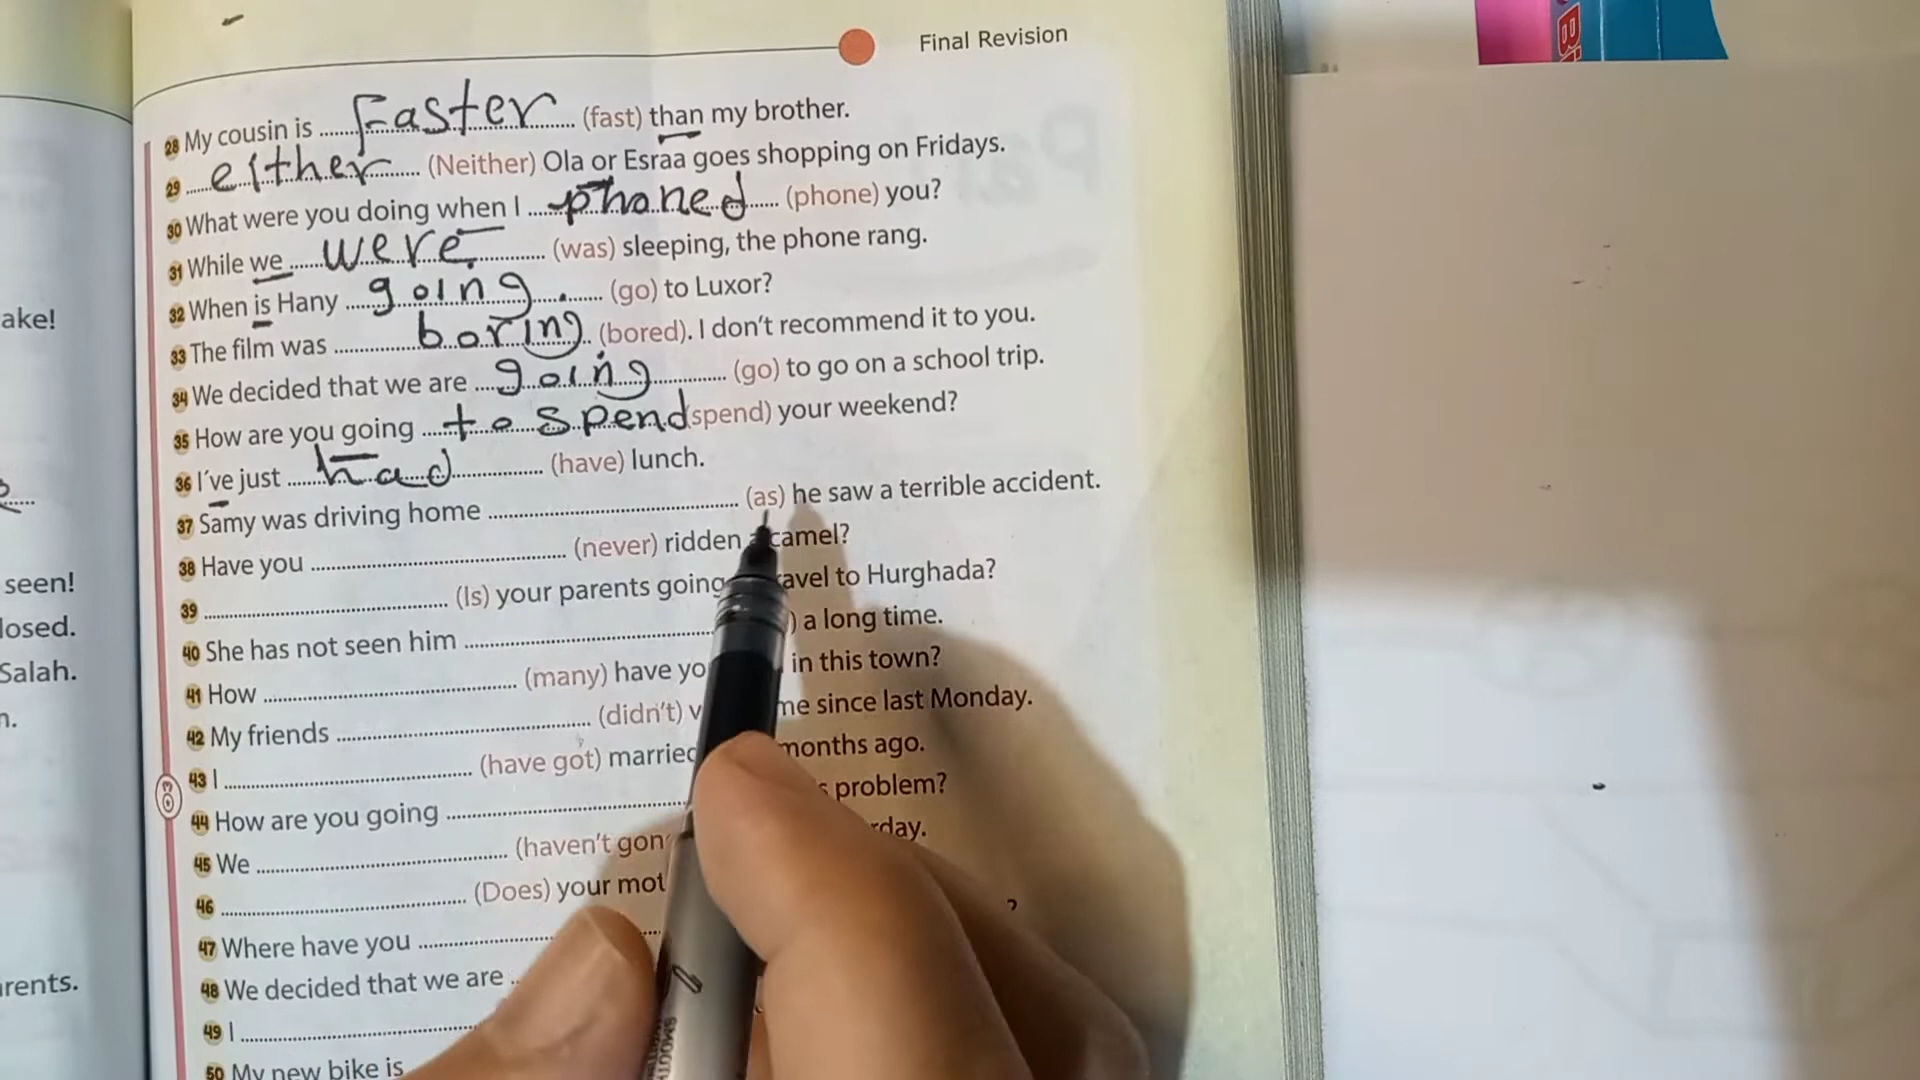 Final Revision
28 My cousin is Faster (fast) than my brother.
29 either (Neither) Ola or Esraa goes shopping on Fridays.
30 What were you doing when I phoned (phone) you?
31 While we were (was) sleeping, the phone rang.
32 When is Hany going (go) to Luxor?
33 The film was boring (bored). I don't recommend it to you.
34 We decided that we are going (go) to go on a school trip.
35 How are you going to spend (spend) your weekend?
36 I've just had (have) lunch.
37 Samy was driving home (as) he saw a terrible accident.
38 Have you (never) ridden a camel?
39 (Is) your parents going avel to Hurghada?
40 She has not seen him ) a long time.
41 How (many) have yo in this town?
42 My friends (didn't) v me since last Monday.
43 I (have got) married months ago.
44 How are you going s problem?
45 We (haven't gon rday.
46 (Does) your mot ?
47 Where have you
48 We decided that we are
49 I
50 My new bike is
ake!
seen!
losed.
Salah.
n.
rents.